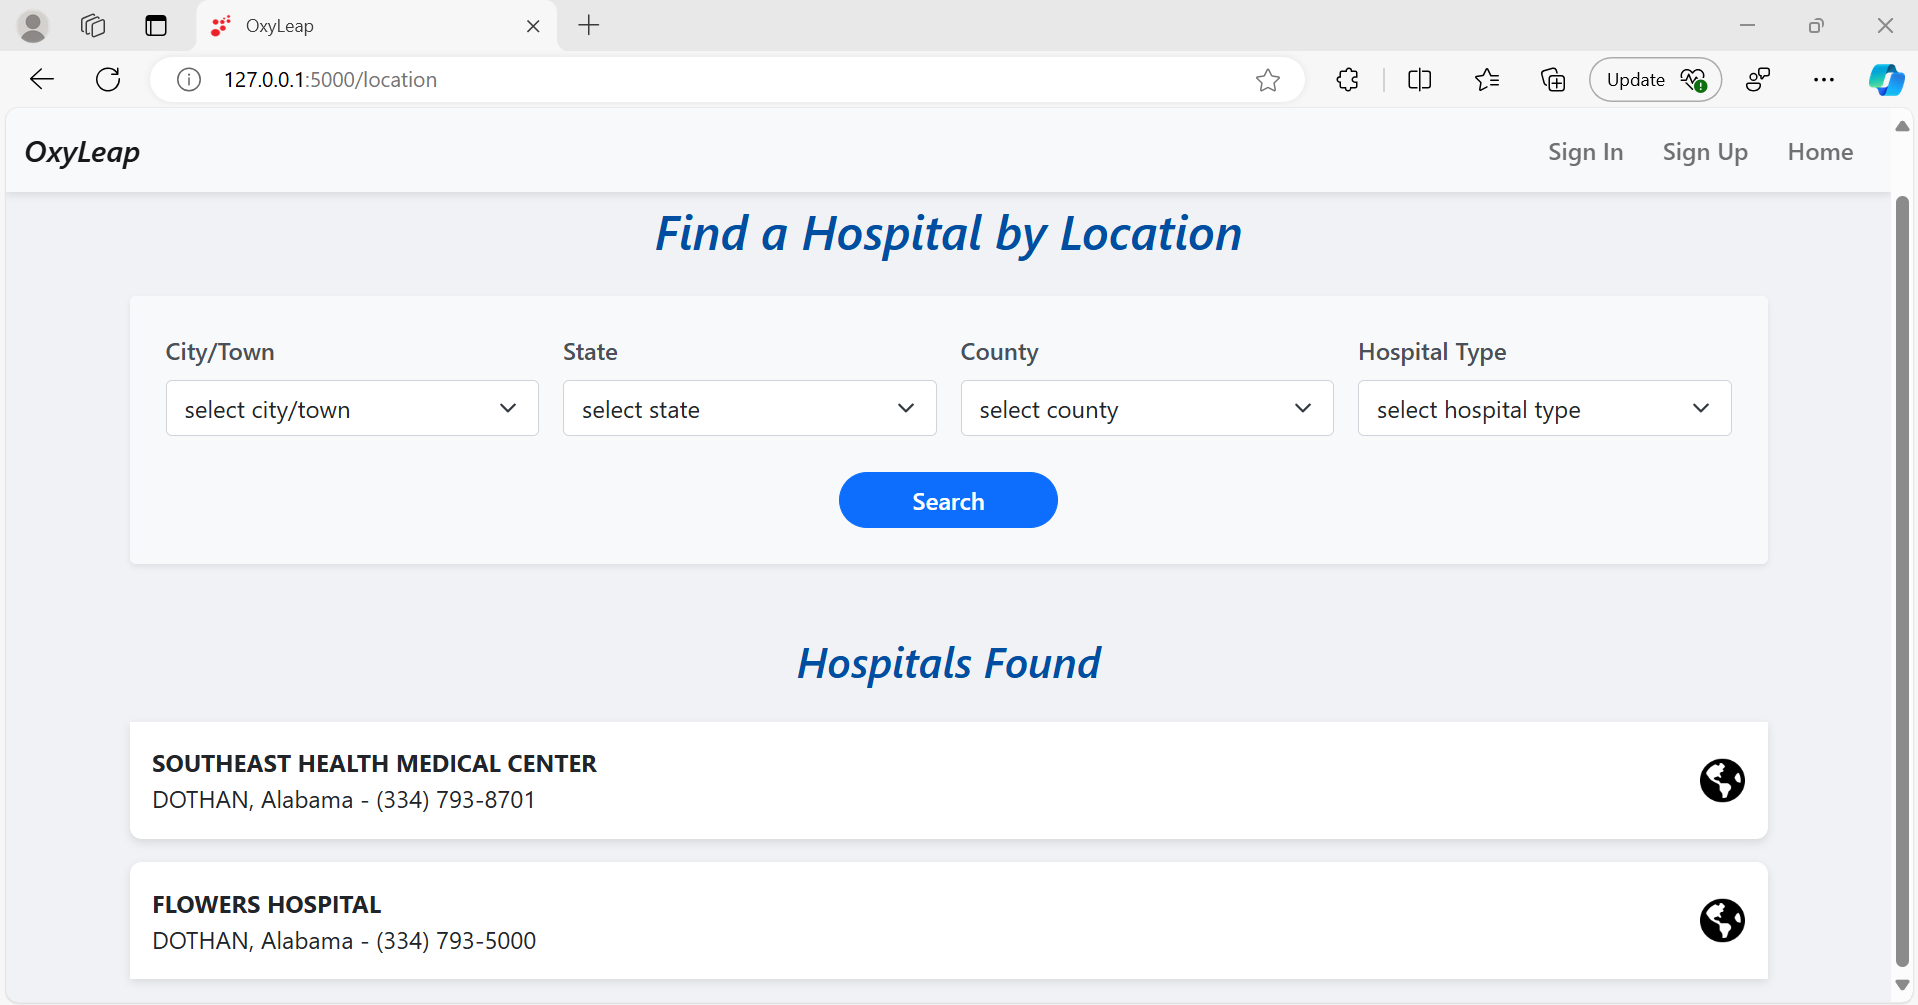 OxyLeap
127.0.0.1:5000/location
Update
OxyLeap
Sign In
Sign Up
Home
Find a Hospital by Location
City/Town
State
County
Hospital Type
select city/town
select state
select county
select hospital type
Search
Hospitals Found
SOUTHEAST HEALTH MEDICAL CENTER
DOTHAN, Alabama - (334) 793-8701
FLOWERS HOSPITAL
DOTHAN, Alabama - (334) 793-5000